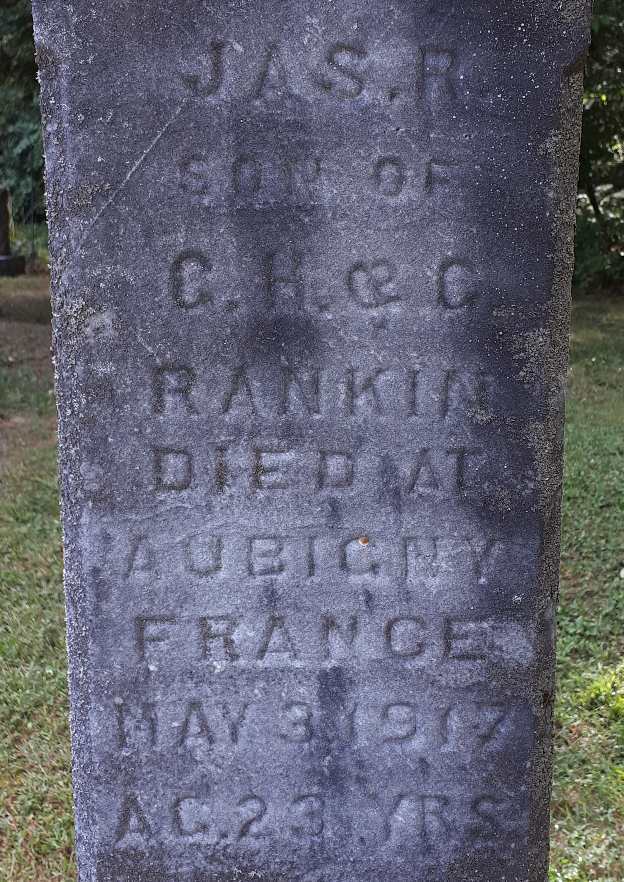 JAS. R.
SON OF
G. H. & C
RANKIN
DIED AT
AUBIGNY
FRANCE
MAY 3, 1917
AG. 23 YRS